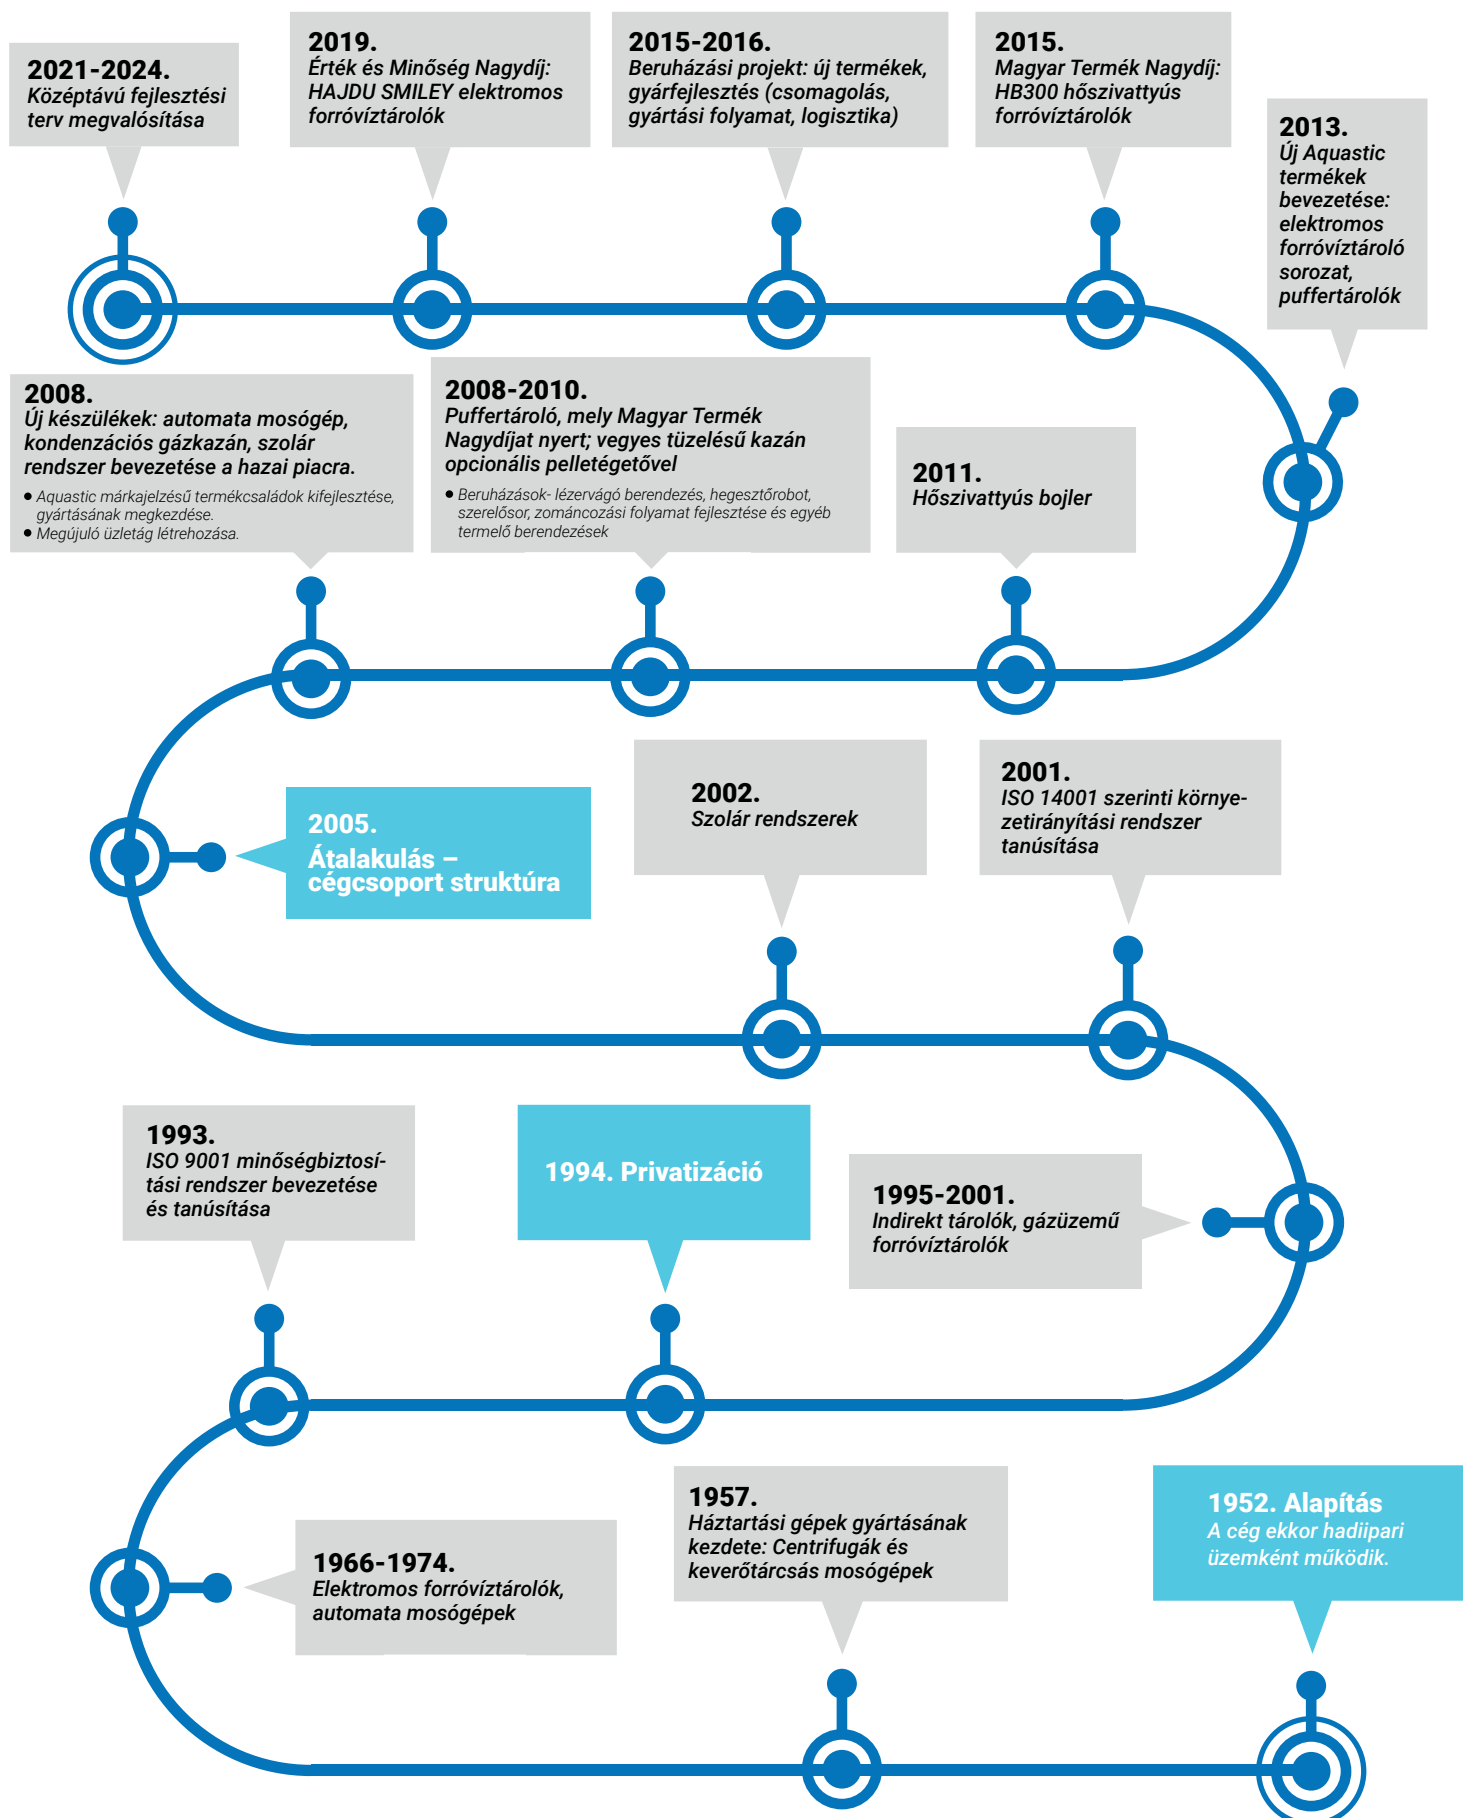 2021-2024.
Középtávú fejlesztési
terv megvalósítása
2019.
Érték és Minőség Nagydíj:
HAJDU SMILEY elektromos
forróvíztárolók
2015-2016.
Beruházási projekt: új termékek,
gyárfejlesztés (csomagolás,
gyártási folyamat, logisztika)
2015.
Magyar Termék Nagydíj:
HB300 hőszivattyús
forróvíztárolók
2013.
Új Aquastic
termékek
bevezetése:
elektromos
forróvíztároló
sorozat,
puffertárolók
2008.
Új készülékek: automata mosógép,
kondenzációs gázkazán, szolár
rendszer bevezetése a hazai piacra.
● Aquastic márkajelzésű termékcsaládok kifejlesztése,
gyártásának megkezdése.
● Megújuló üzletág létrehozása.
2008-2010.
Puffertároló, mely Magyar Termék
Nagydíjat nyert; vegyes tüzelésű kazán
opcionális pelletégetővel
● Beruházások- lézervágó berendezés, hegesztőrobot,
szerelősor, zománcozási folyamat fejlesztése és egyéb
termelő berendezések
2011.
Hőszivattyús bojler
2005.
Átalakulás –
cégcsoport struktúra
2002.
Szolár rendszerek
2001.
ISO 14001 szerinti környe-
zetirányítási rendszer
tanúsítása
1993.
ISO 9001 minőségbiztosí-
tási rendszer bevezetése
és tanúsítása
1994. Privatizáció
1995-2001.
Indirekt tárolók, gázüzemű
forróvíztárolók
1966-1974.
Elektromos forróvíztárolók,
automata mosógépek
1957.
Háztartási gépek gyártásának
kezdete: Centrifugák és
keverőtárcsás mosógépek
1952. Alapítás
A cég ekkor hadiipari
üzemként működik.